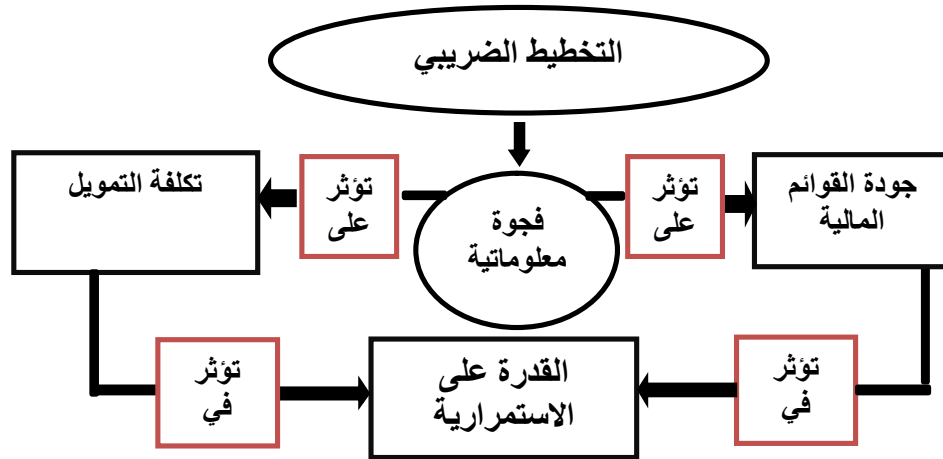 التخطيط الضريبي
جودة القوائم
المالية
تؤثر
على
فجوة
معلوماتية
تؤثر
على
تكلفة التمويل
تؤثر
في
القدرة على
الاستمرارية
تؤثر
في